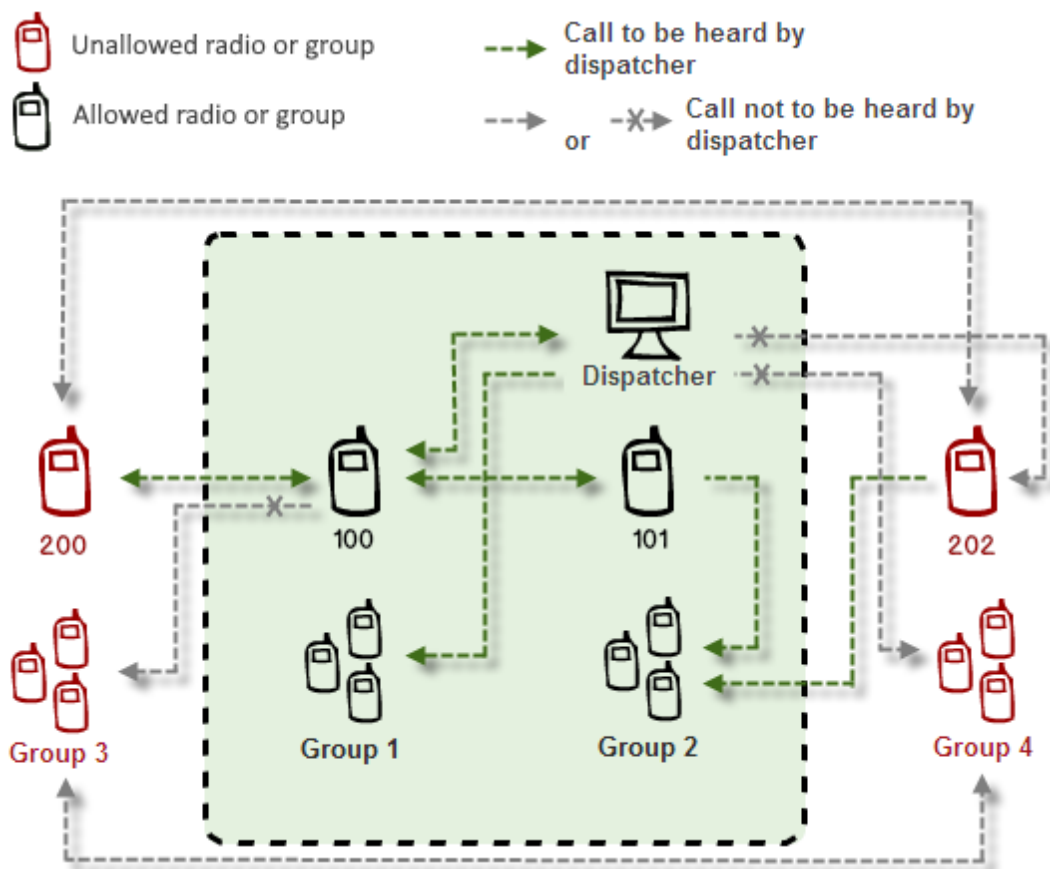 Unallowed radio or group
Call to be heard by
dispatcher
Allowed radio or group
or
Call not to be heard by
dispatcher
Dispatcher
200
100
101
202
Group 3
Group 1
Group 2
Group 4